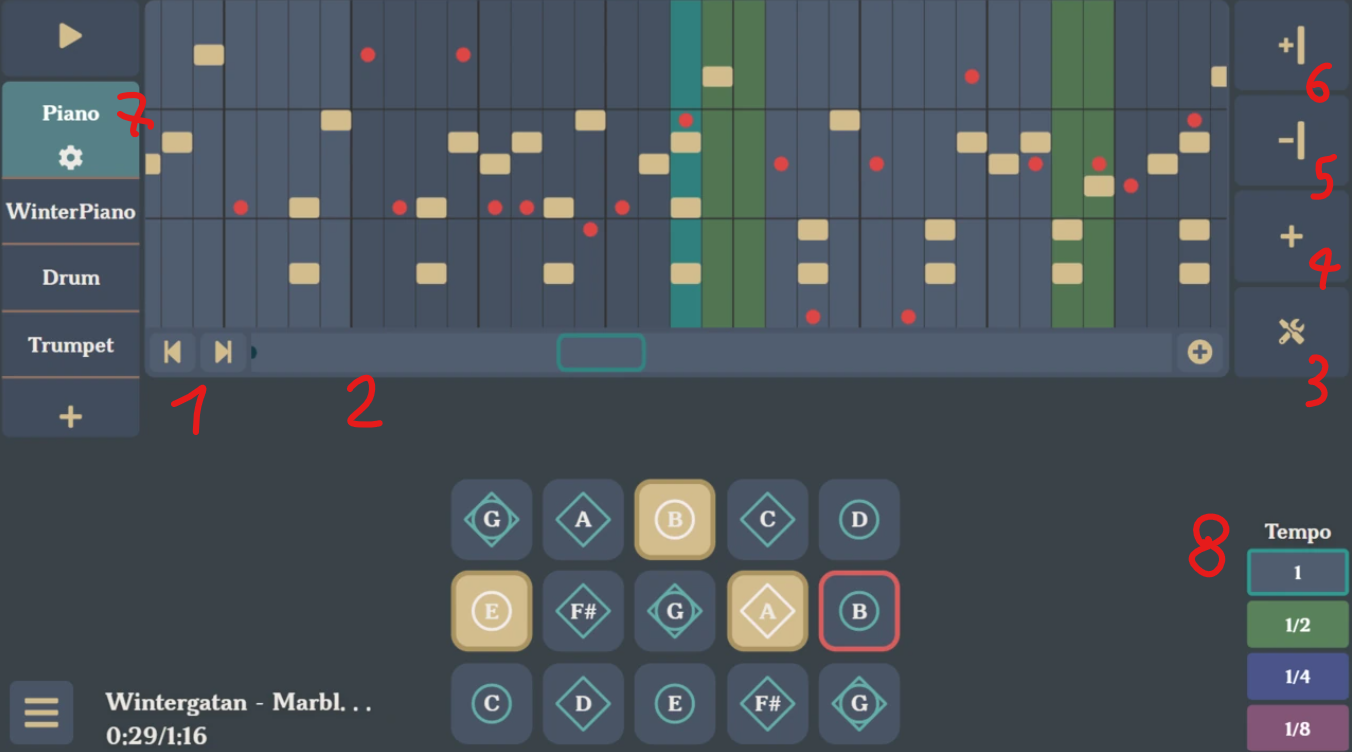 Piano
7
WinterPiano
Drum
Trumpet
+
1
2
6
5
4
3
G A B C D
E F# G A B
C D E F# G
8
Tempo
1
1/2
1/4
1/8
Wintergatan - Marbl. . .
0:29/1:16